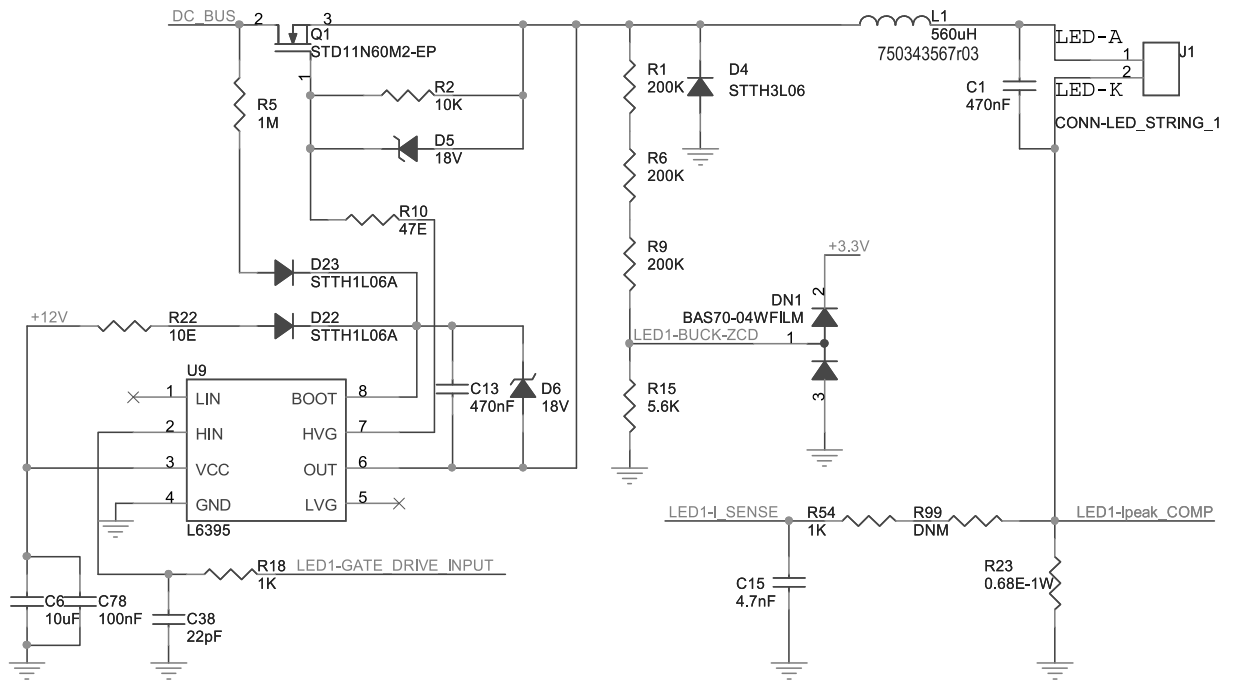 DC_BUS
2
3
Q1
STD11N60M2-EP
1
R5
1M
R2
10K
D5
18V
R10
47E
D23
STTH1L06A
+12V
R22
10E
D22
STTH1L06A
U9
1
LIN
BOOT
8
2
HIN
HVG
7
3
VCC
OUT
6
4
GND
LVG
5
L6395
C13
470nF
D6
18V
R18
1K
LED1-GATE_DRIVE_INPUT
C6
10uF
C78
100nF
C38
22pF
R1
200K
R6
200K
R9
200K
D4
STTH3L06
L1
560uH
750343567r03
C1
470nF
LED-A
1
2
LED-K
J1
CONN-LED_STRING_1
+3.3V
2
DN1
BAS70-04WFILM
LED1-BUCK-ZCD
1
3
R15
5.6K
LED1-I_SENSE
R54
1K
R99
DNM
LED1-Ipeak_COMP
C15
4.7nF
R23
0.68E-1W